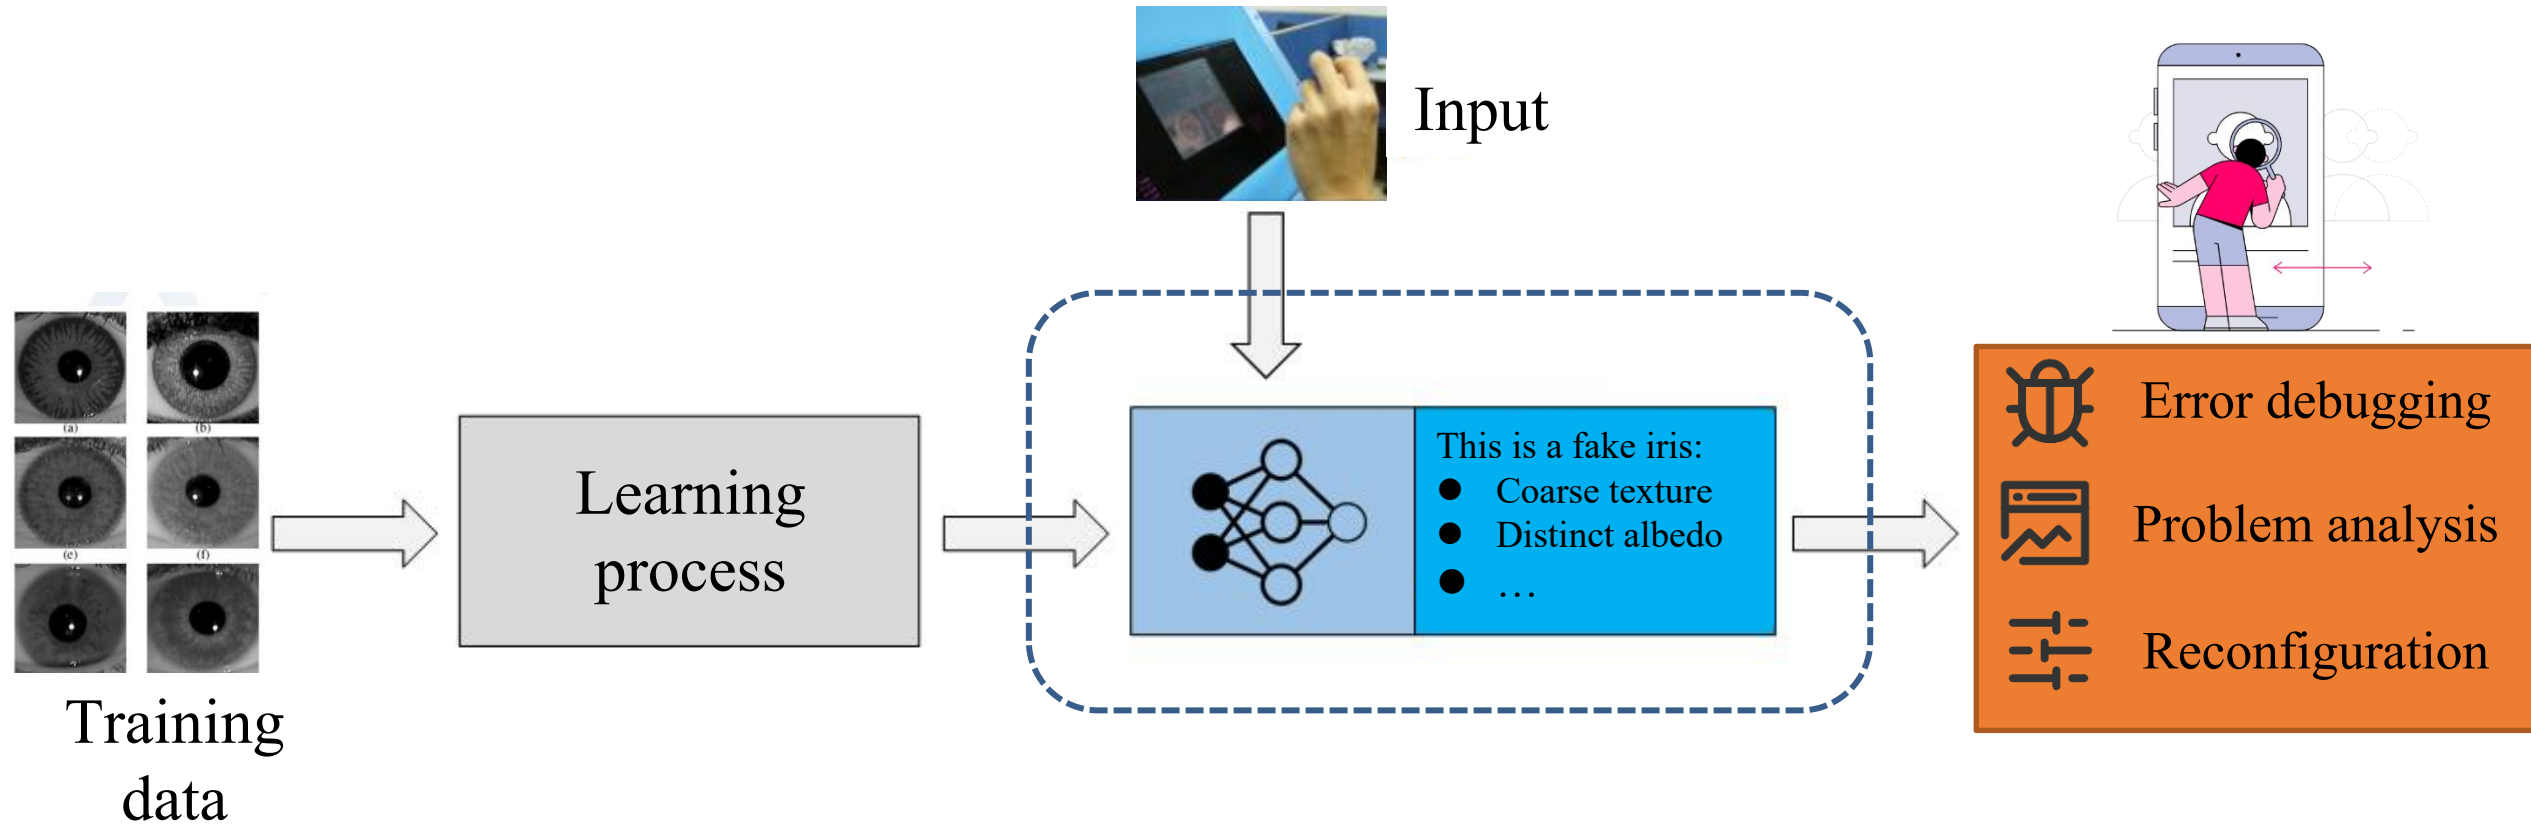 Input
(a)
(b)
(e)
(f)
Training
data
Learning
process
This is a fake iris:
● Coarse texture
● Distinct albedo
● …
Error debugging
Problem analysis
Reconfiguration